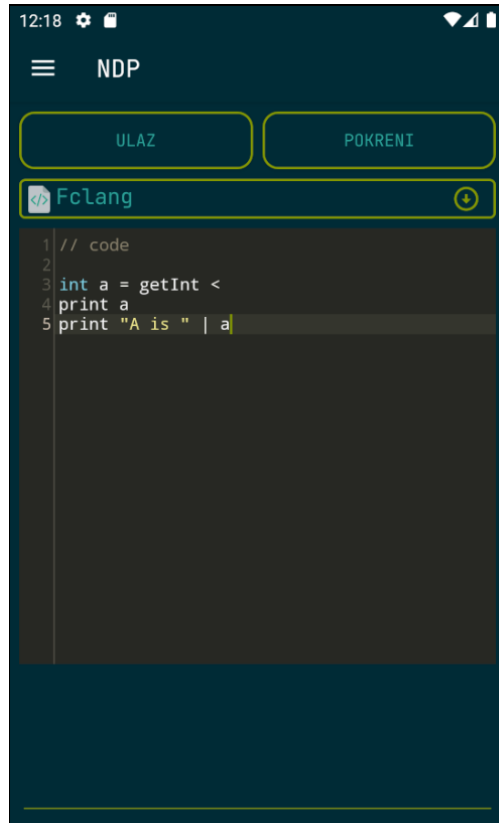 12:18
NDP
ULAZ POKRENI
Fclang
1 // code
2
3 int a = getInt <
4 print a
5 print "A is " | a